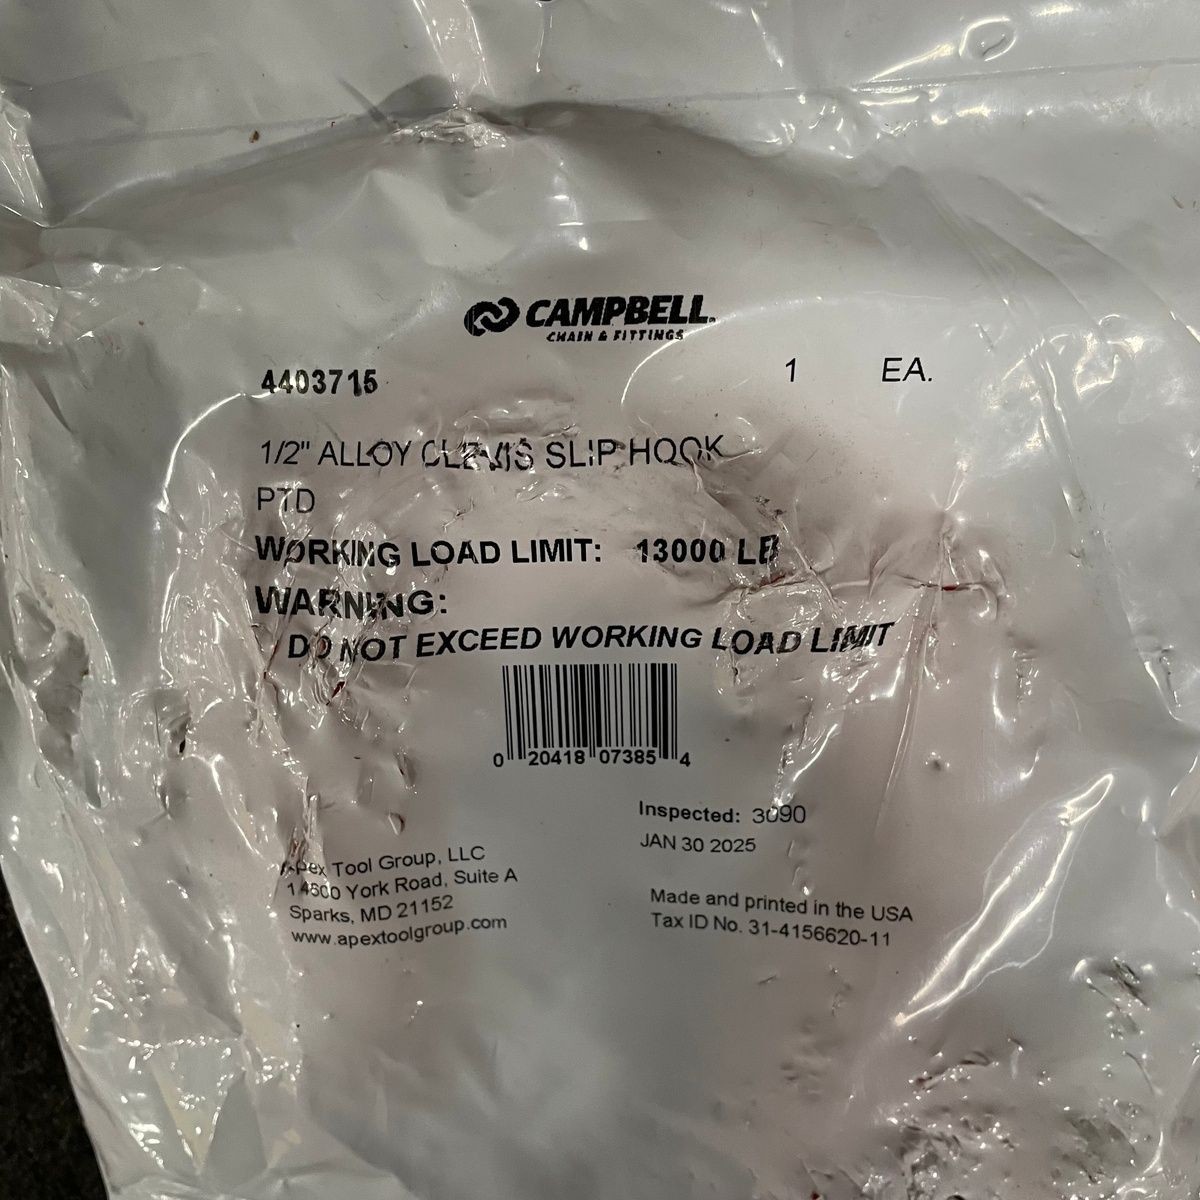 CAMPBELL
CHAIN & FITTINGS
4403715 1 EA.
1/2" ALLOY CLEVIS SLIP HOOK
PTD
WORKING LOAD LIMIT: 13000 LB
WARNING:
DO NOT EXCEED WORKING LOAD LIMIT
0 20418 07385 4
Inspected: 3090
JAN 30 2025
Apex Tool Group, LLC
14600 York Road, Suite A
Sparks, MD 21152
www.apextoolgroup.com
Made and printed in the USA
Tax ID No. 31-4156620-11